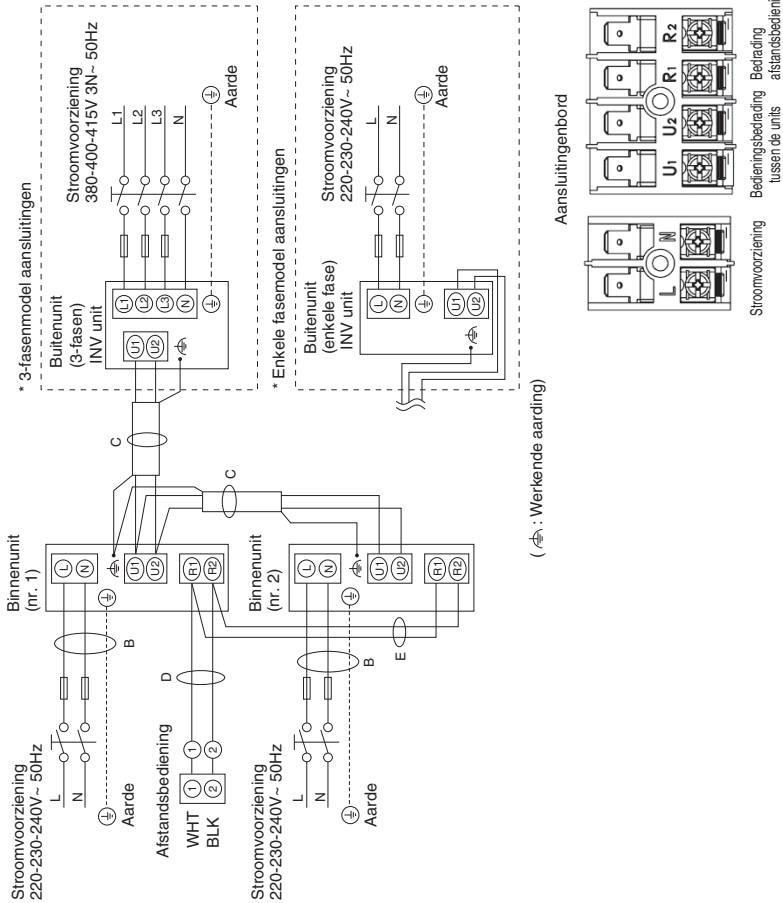 Stroomvoorziening
220-230-240V~ 50Hz
L
N
Aarde
B
Binnenunit
(nr. 1)
L
N
U1
U2
R1
R2
Afstandsbediening
WHT
BLK
1
2
1
2
D
Stroomvoorziening
220-230-240V~ 50Hz
L
N
Aarde
B
E
Binnenunit
(nr. 2)
L
N
U1
U2
R1
R2
C
C
* 3-fasenmodel aansluitingen
Buitenunit
(3-fasen)
INV unit
U1
U2
L1
L2
L3
N
Stroomvoorziening
380-400-415V 3N~ 50Hz
L1
L2
L3
N
Aarde
* Enkele fasemodel aansluitingen
Buitenunit
(enkele fase)
INV unit
L
N
U1
U2
Stroomvoorziening
220-230-240V~ 50Hz
L
N
Aarde
( : Werkende aarding)
Aansluitingenbord
L
N
U1
U2
R1
R2
Stroomvoorziening
Bedieningsbedrading
tussen de units
Bedrading